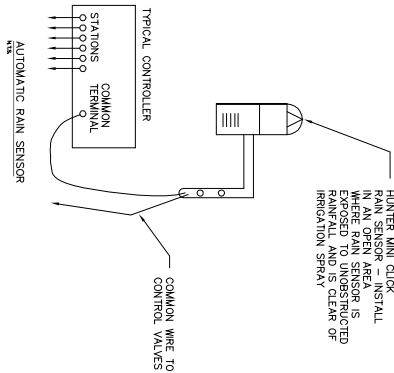 HUNTER MINI CLICK
RAIN SENSOR - INSTALL
IN AN OPEN AREA
WHERE RAIN SENSOR IS
EXPOSED TO UNOBSTRUCTED
RAINFALL AND IS CLEAR OF
IRRIGATION SPRAY
COMMON WIRE TO
CONTROL VALVES
TYPICAL CONTROLLER
STATIONS
COMMON
TERMINAL
AUTOMATIC RAIN SENSOR
N.T.S.